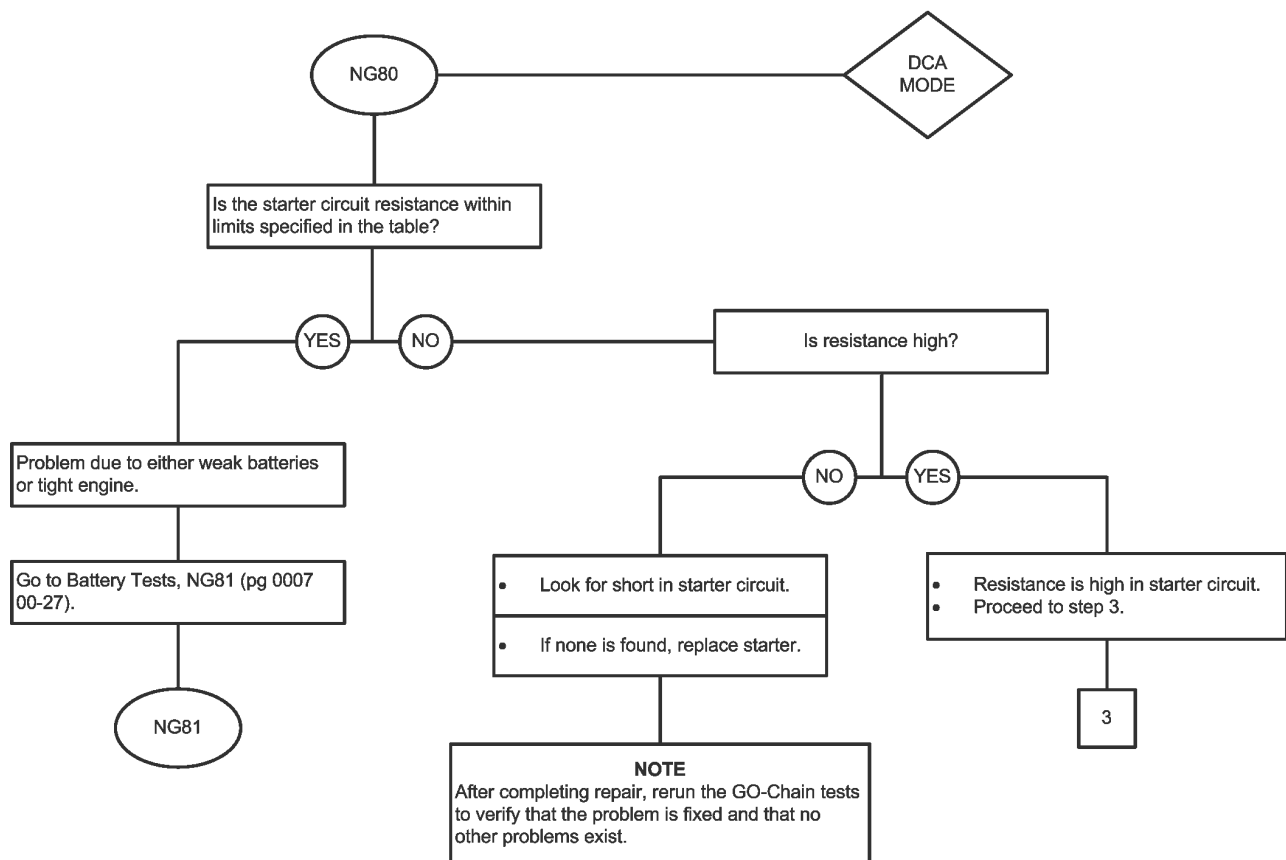 NG80
DCA
MODE
Is the starter circuit resistance within
limits specified in the table?
YES
NO
Is resistance high?
Problem due to either weak batteries
or tight engine.
NO
YES
Go to Battery Tests, NG81 (pg 0007
00-27).
• Look for short in starter circuit.
• If none is found, replace starter.
• Resistance is high in starter circuit.
• Proceed to step 3.
NG81
3
NOTE
After completing repair, rerun the GO-Chain tests
to verify that the problem is fixed and that no
other problems exist.